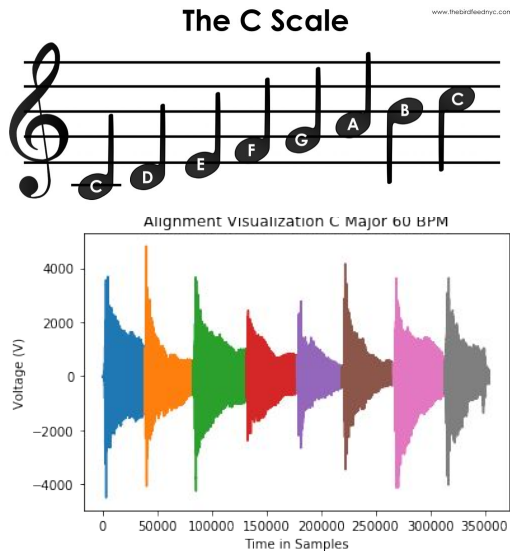 The C Scale
www.thebirdfeednyc.com
C D E F G A B C
Alignment Visualization C Major 60 BPM
4000
2000
0
−2000
−4000
Voltage (V)
0 50000 100000 150000 200000 250000 300000 350000
Time in Samples